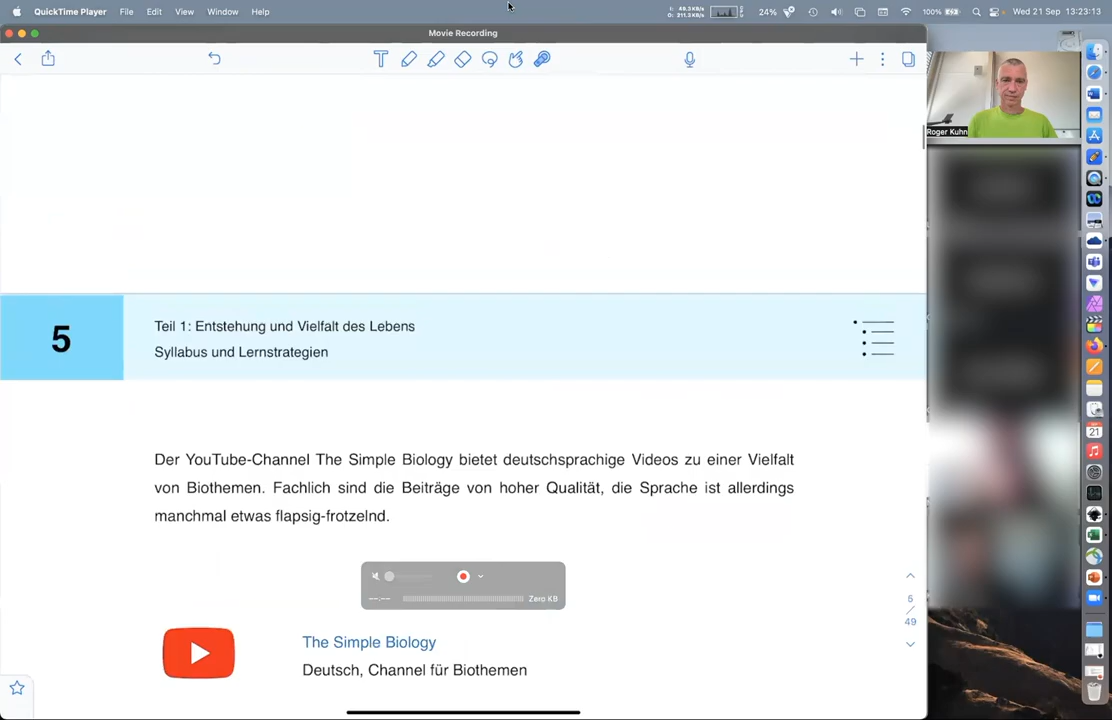 QuickTime Player File Edit View Window Help
24% 100% Wed 21 Sep 13:23:13
Movie Recording
Roger Kuhn
5
Teil 1: Entstehung und Vielfalt des Lebens
Syllabus und Lernstrategien
Der YouTube-Channel The Simple Biology bietet deutschsprachige Videos zu einer Vielfalt
von Biothemen. Fachlich sind die Beiträge von hoher Qualität, die Sprache ist allerdings
manchmal etwas flapsig-frotzelnd.
--:-- Zero KB
5
/
49
The Simple Biology
Deutsch, Channel für Biothemen
21